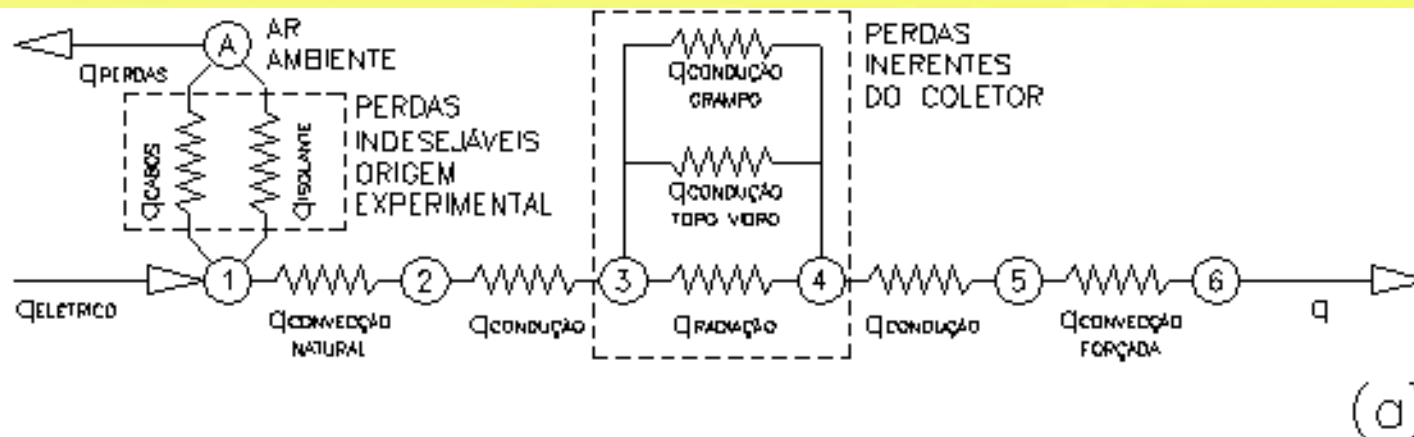 A
AR
AMBIENTE
qPERDAS
PERDAS
INDESEJÁVEIS
ORIGEM
EXPERIMENTAL
qCABOS
qISOLANTE
qCONDUÇÃO
GRAMPO
PERDAS
INERENTES
DO COLETOR
qCONDUÇÃO
TOPO VIDRO
1
2
3
4
5
6
qELÉTRICO
qCONVECÇÃO
NATURAL
qCONDUÇÃO
qRADIAÇÃO
qCONDUÇÃO
qCONVECÇÃO
FORÇADA
q
(a)